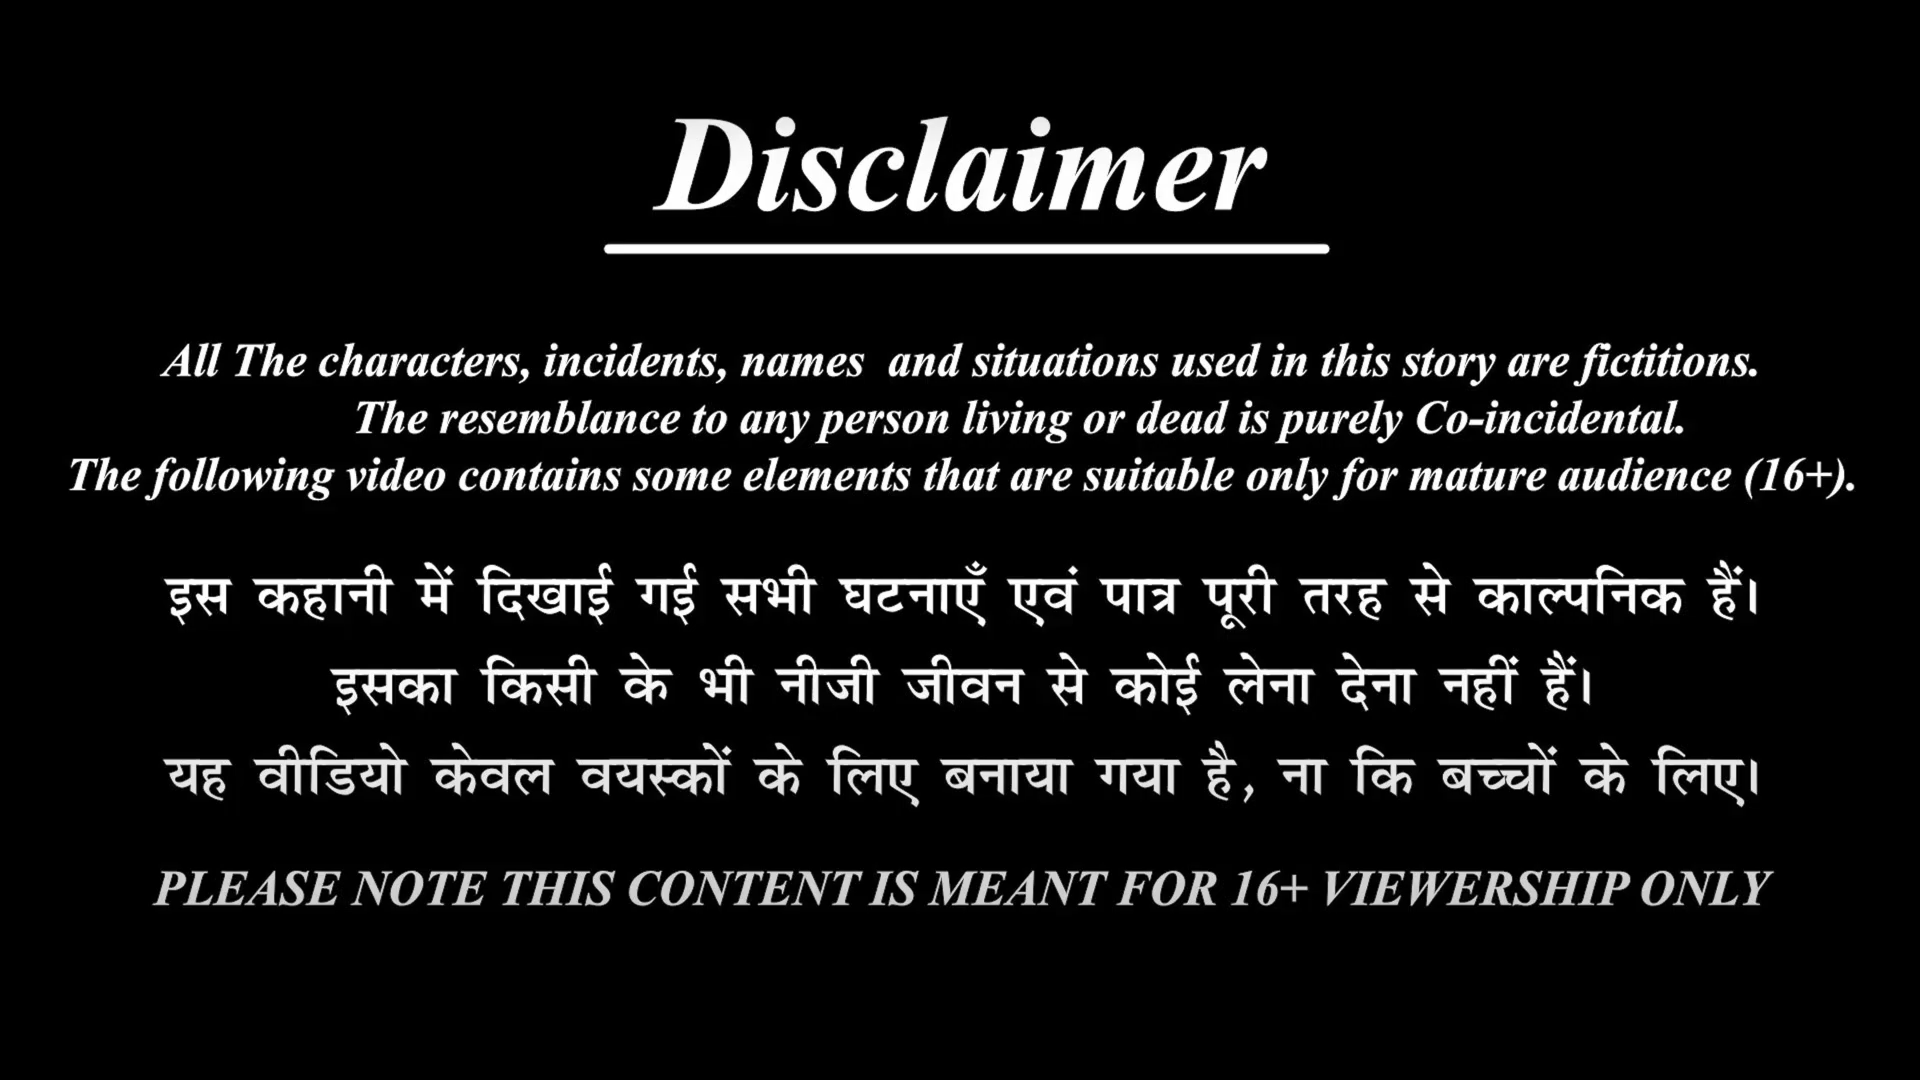 Disclaimer
All The characters, incidents, names and situations used in this story are fictitions.
The resemblance to any person living or dead is purely Co-incidental.
The following video contains some elements that are suitable only for mature audience (16+).
इस कहानी में दिखाई गई सभी घटनाएँ एवं पात्र पूरी तरह से काल्पनिक हैं।
इसका किसी के भी नीजी जीवन से कोई लेना देना नहीं हैं।
यह वीडियो केवल वयस्कों के लिए बनाया गया है, ना कि बच्चों के लिए।
PLEASE NOTE THIS CONTENT IS MEANT FOR 16+ VIEWERSHIP ONLY